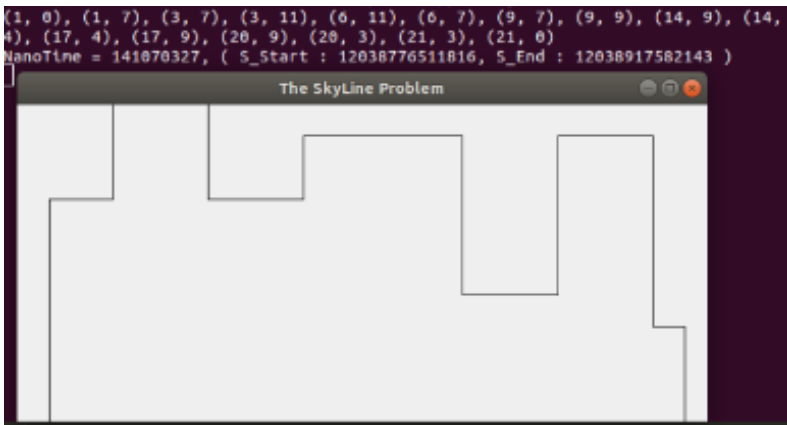 (1, 0), (1, 7), (3, 7), (3, 11), (6, 11), (6, 7), (9, 7), (9, 9), (14, 9), (14,
4), (17, 4), (17, 9), (20, 9), (20, 3), (21, 3), (21, 0)
NanoTime = 141070327, ( S_Start : 12038776511816, S_End : 12038917582143 )
The SkyLine Problem